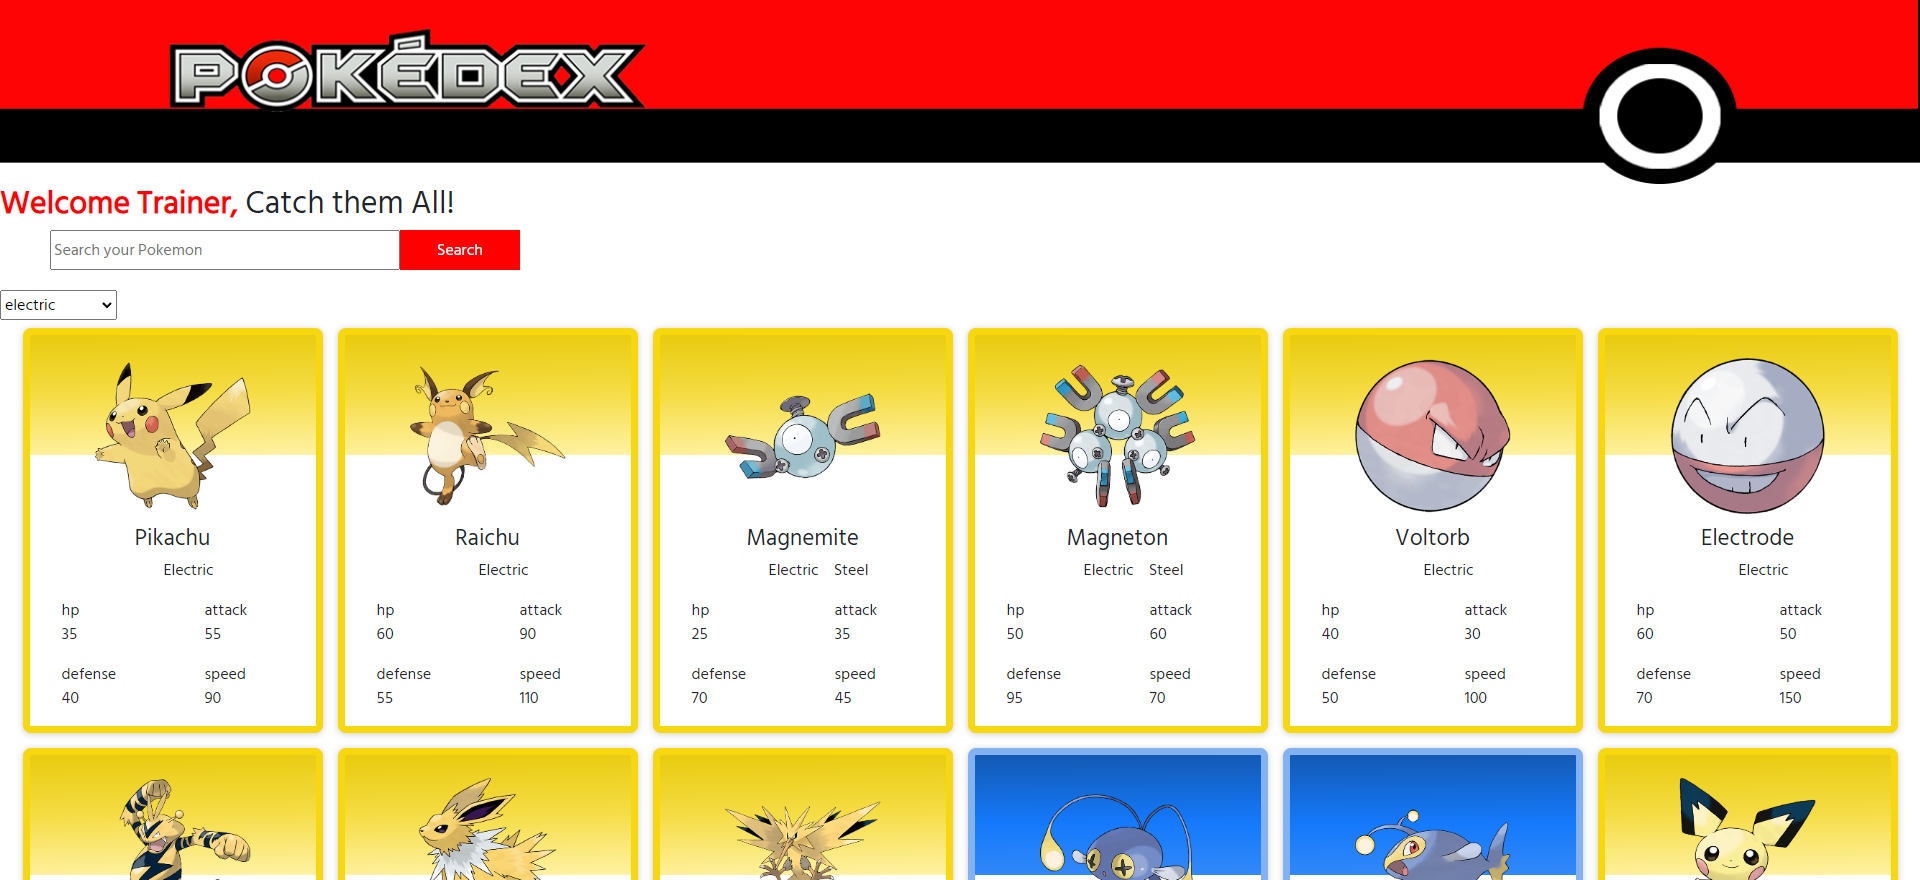 POKÉDEX
Welcome Trainer, Catch them All!
Search your Pokemon Search
electric
Pikachu Raichu Magnemite Magneton Voltorb Electrode
Electric Electric Electric Steel Electric Steel Electric Electric
hp attack hp attack hp attack hp attack hp attack hp attack
35 55 60 90 25 35 50 60 40 30 60 50
defense speed defense speed defense speed defense speed defense speed defense speed
40 90 55 110 70 45 95 70 50 100 70 150